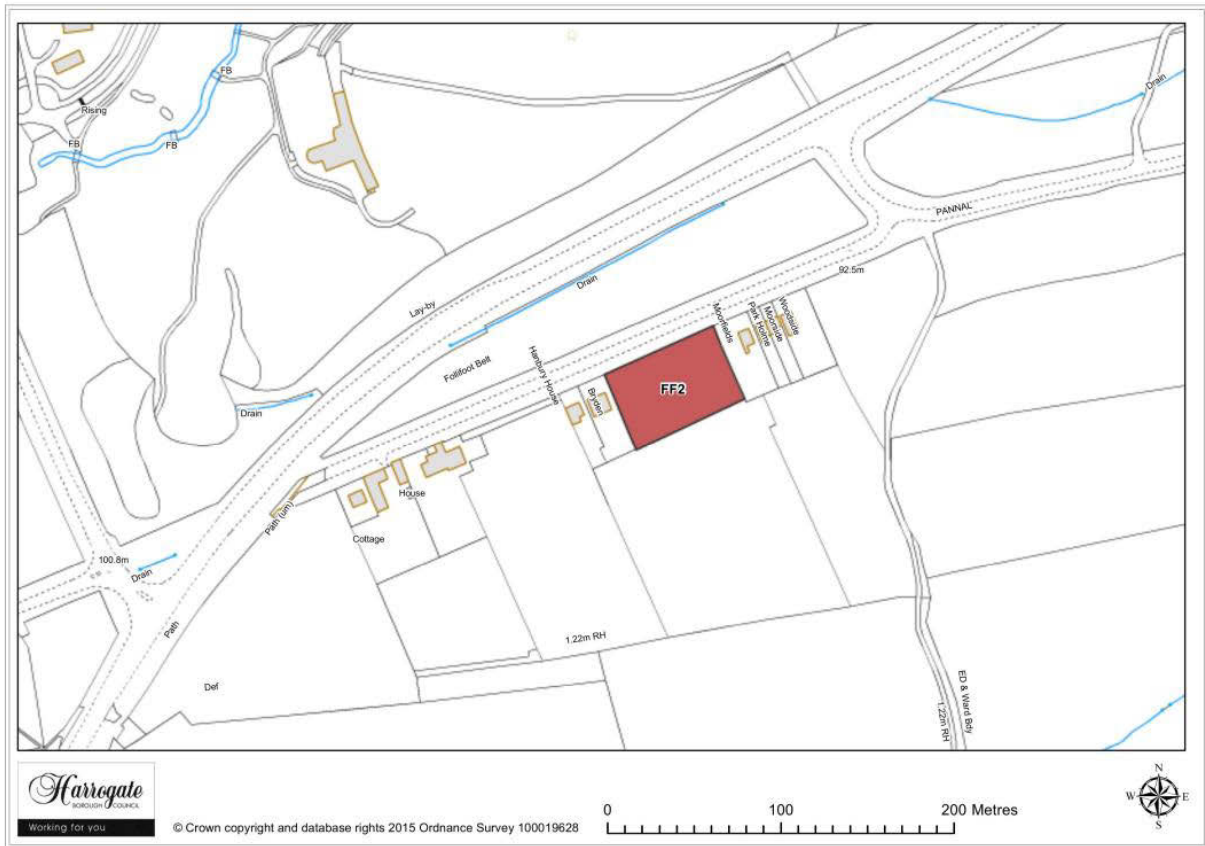 FB
Rising
FB
FB
Drain
PANNAL
92.5m
Lay-by
Drain
Follifoot Belt
Moorfields
Park Holme
Moorside
Woodside
Hanbury House
Bryden
FF2
Drain
House
Path (um)
Cottage
100.8m
Drain
Path
1.22m RH
Def
ED & Ward Bdy
1.22m RH
Harrogate
BOROUGH COUNCIL
Working for you
© Crown copyright and database rights 2015 Ordnance Survey 100019628
0 100 200 Metres
N
W E
S